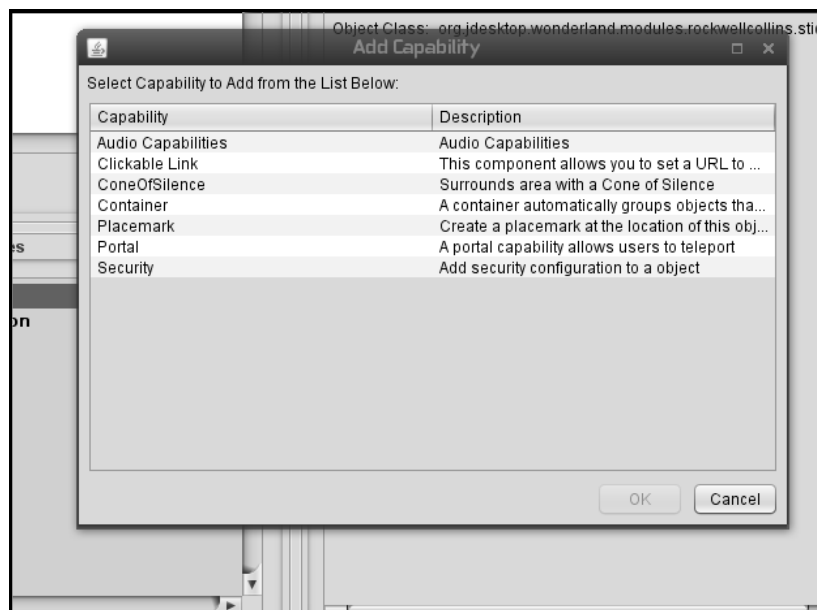 Object Class: org.jdesktop.wonderland.modules.rockwellcollins.stic
Add Capability
Select Capability to Add from the List Below:
Capability Description
Audio Capabilities Audio Capabilities
Clickable Link This component allows you to set a URL to ...
ConeOfSilence Surrounds area with a Cone of Silence
Container A container automatically groups objects tha...
Placemark Create a placemark at the location of this obj...
Portal A portal capability allows users to teleport
Security Add security configuration to a object
es
on
OK Cancel